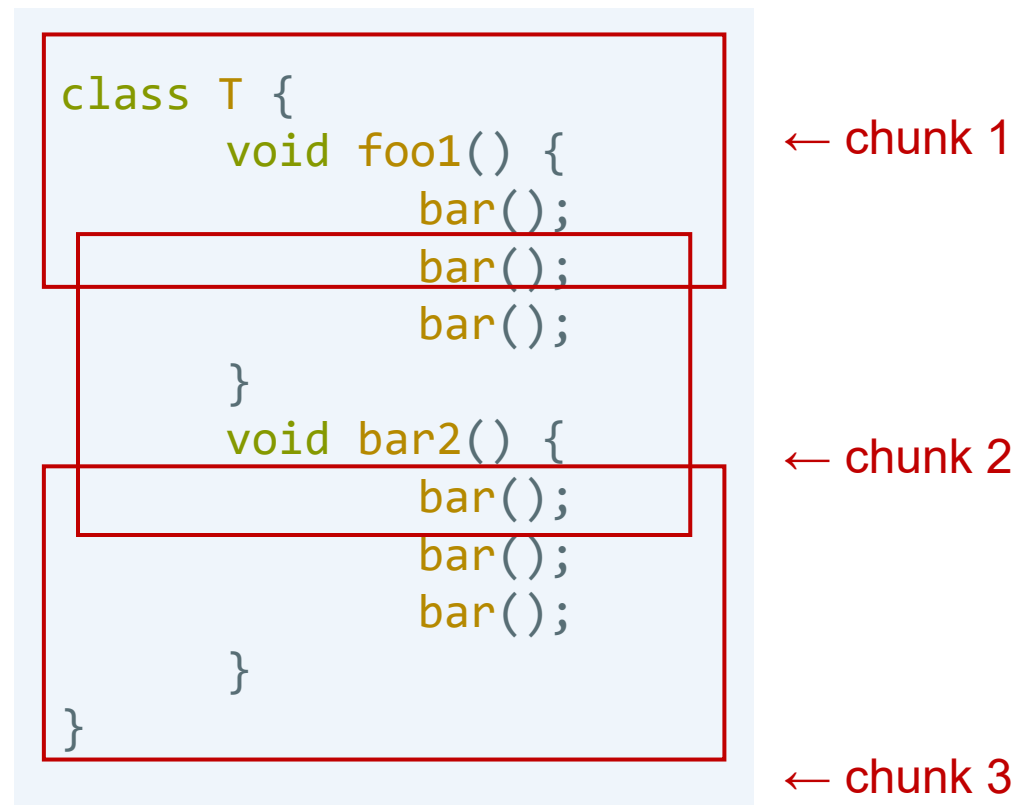 class T {
void foo1() {
← chunk 1
bar();
bar();
bar();
}
void bar2() {
← chunk 2
bar();
bar();
bar();
}
}
← chunk 3